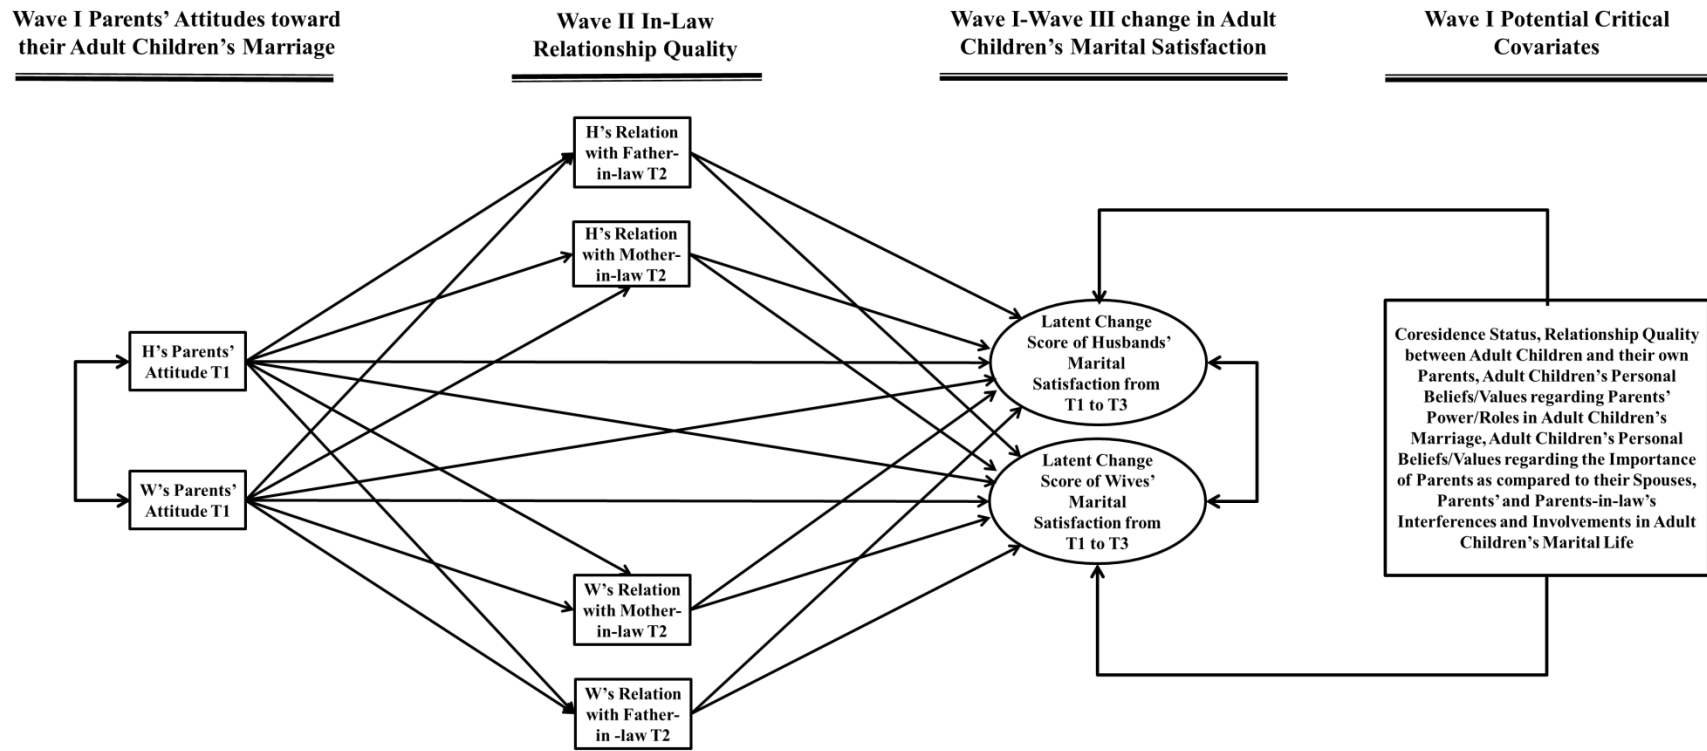 Wave I Parents’ Attitudes toward
their Adult Children’s Marriage
Wave II In-Law
Relationship Quality
Wave I-Wave III change in Adult
Children’s Marital Satisfaction
Wave I Potential Critical
Covariates
H’s Relation
with Father-
in-law T2
H’s Relation
with Mother-
in-law T2
H’s Parents’
Attitude T1
W’s Parents’
Attitude T1
W’s Relation
with Mother-
in-law T2
W’s Relation
with Father-
in -law T2
Latent Change
Score of Husbands’
Marital
Satisfaction from
T1 to T3
Latent Change
Score of Wives’
Marital
Satisfaction from
T1 to T3
Coresidence Status, Relationship Quality
between Adult Children and their own
Parents, Adult Children’s Personal
Beliefs/Values regarding Parents’
Power/Roles in Adult Children’s
Marriage, Adult Children’s Personal
Beliefs/Values regarding the Importance
of Parents as compared to their Spouses,
Parents’ and Parents-in-law’s
Interferences and Involvements in Adult
Children’s Marital Life